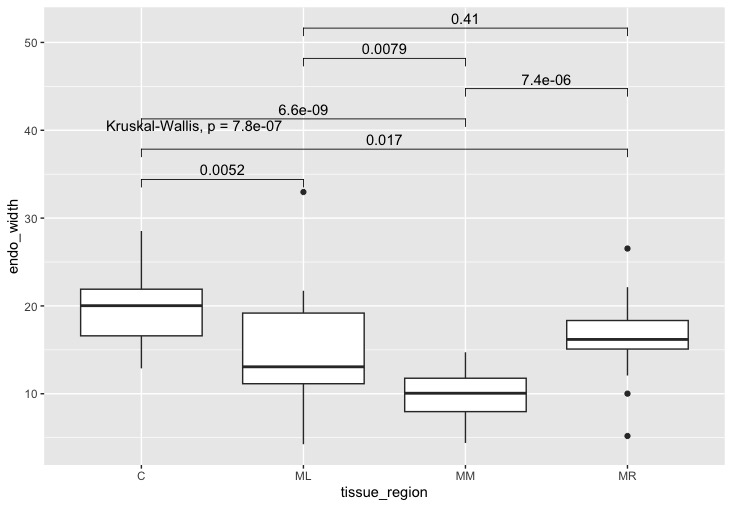 0.41
50
0.0079
7.4e-06
6.6e-09
Kruskal-Wallis, p = 7.8e-07
40
0.017
0.0052
30
endo_width
20
10
C ML MM MR
tissue_region